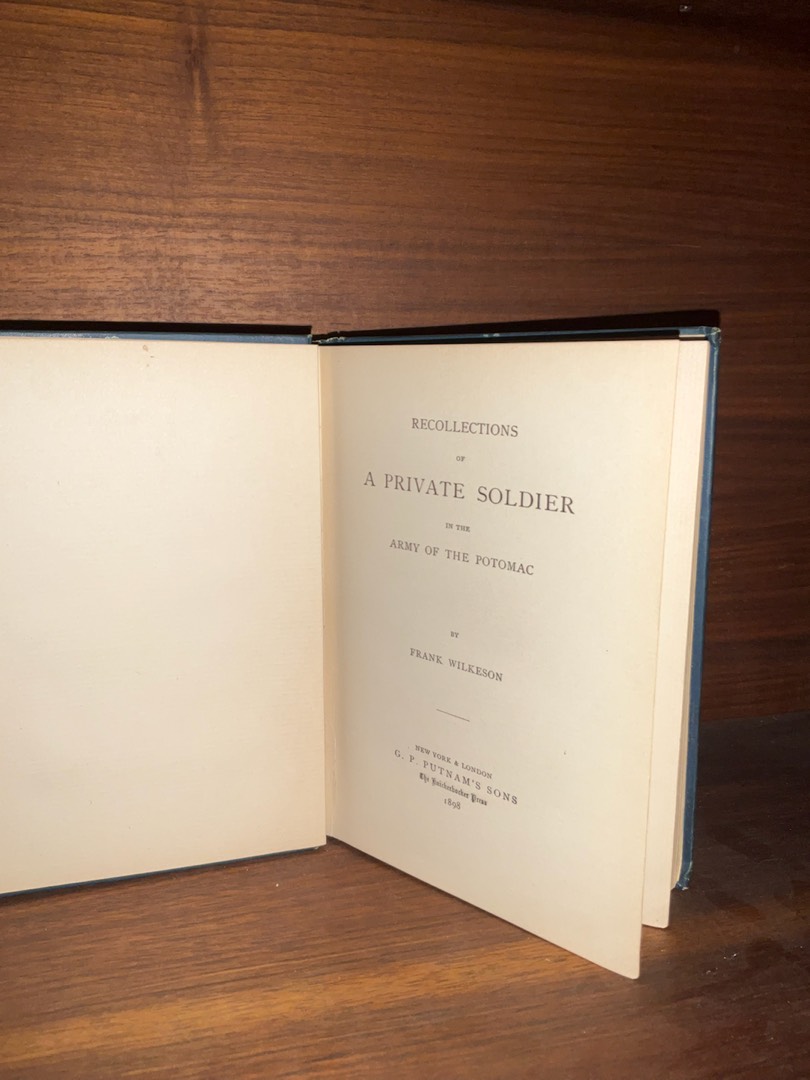 RECOLLECTIONS
OF
A PRIVATE SOLDIER
IN THE
ARMY OF THE POTOMAC
BY
FRANK WILKESON
NEW YORK & LONDON
G. P. PUTNAM'S SONS
The Knickerbocker Press
1898